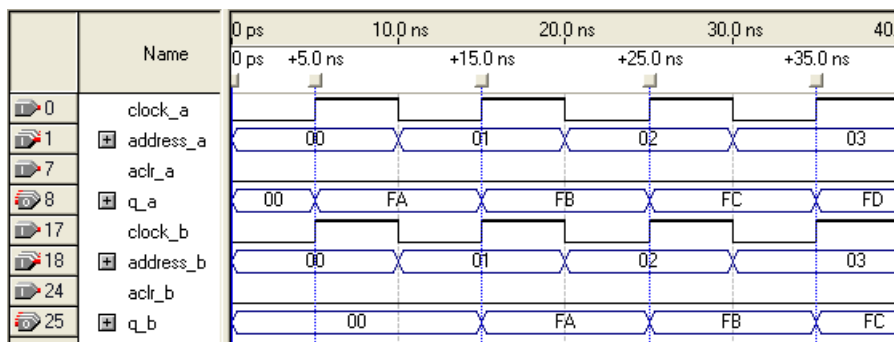 0 ps 10.0 ns 20.0 ns 30.0 ns 40.
Name
0 ps +5.0 ns +15.0 ns +25.0 ns +35.0 ns
0 clock_a
1 address_a 00 01 02 03
7 aclr_a
8 q_a 00 FA FB FC FD
17 clock_b
18 address_b 00 01 02 03
24 aclr_b
25 q_b 00 FA FB FC